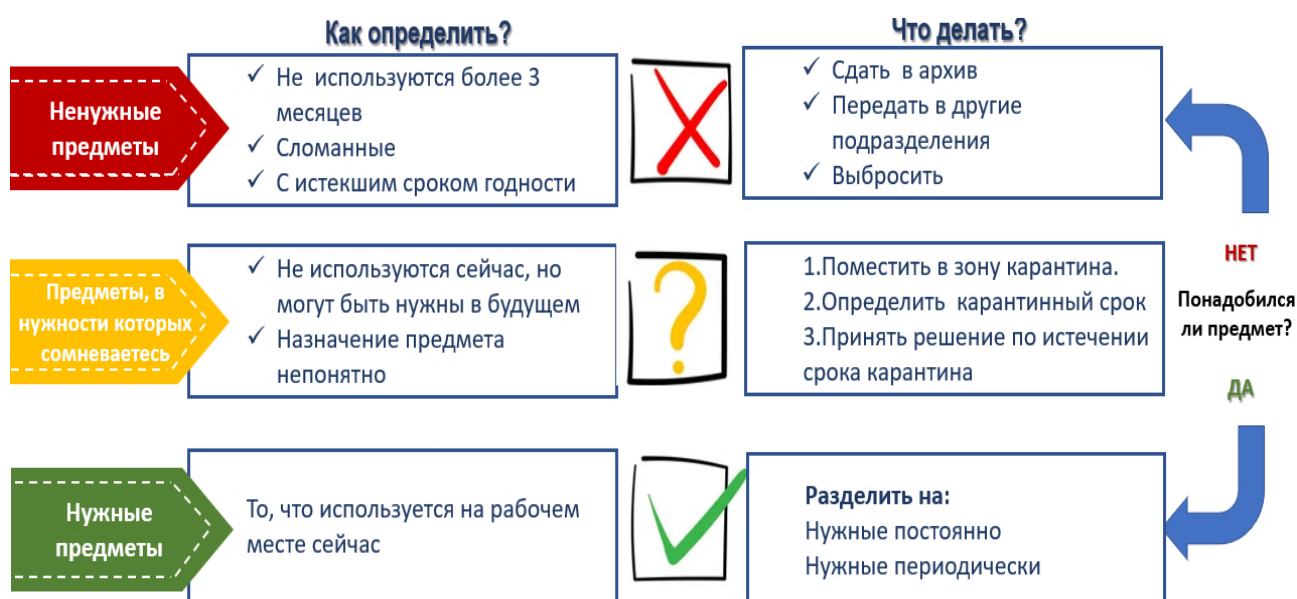 Как определить?
Что делать?
Ненужные
предметы
✓ Не используются более 3
месяцев
✓ Сломанные
✓ С истекшим сроком годности
✓ Сдать в архив
✓ Передать в другие
подразделения
✓ Выбросить
Предметы, в
нужности которых
сомневаетесь
✓ Не используются сейчас, но
могут быть нужны в будущем
✓ Назначение предмета
непонятно
1.Поместить в зону карантина.
2.Определить карантинный срок
3.Принять решение по истечении
срока карантина
НЕТ
Понадобился
ли предмет?
ДА
Нужные
предметы
То, что используется на рабочем
месте сейчас
Разделить на:
Нужные постоянно
Нужные периодически